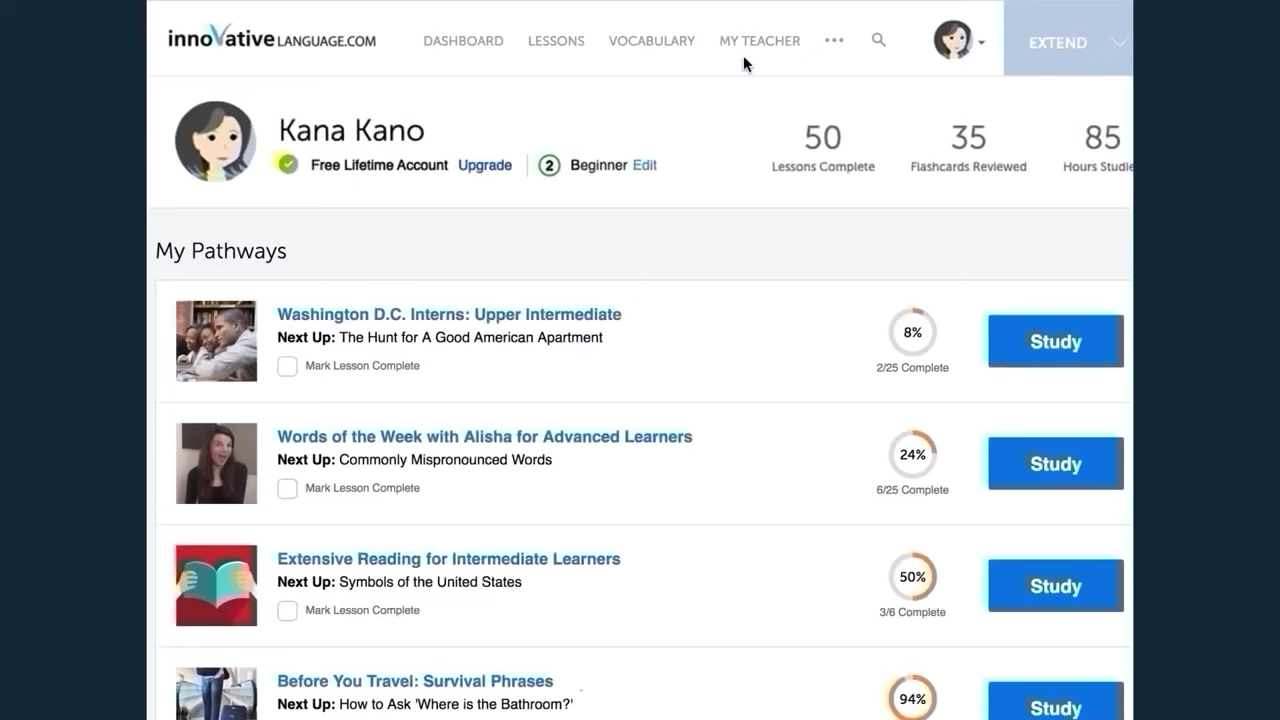 innoVative LANGUAGE.COM
DASHBOARD LESSONS VOCABULARY MY TEACHER ••• EXTEND
Kana Kano
Free Lifetime Account Upgrade 2 Beginner Edit
50 35 85
Lessons Complete Flashcards Reviewed Hours Studie
My Pathways
Washington D.C. Interns: Upper Intermediate
Next Up: The Hunt for A Good American Apartment
Mark Lesson Complete
8%
2/25 Complete
Study
Words of the Week with Alisha for Advanced Learners
Next Up: Commonly Mispronounced Words
Mark Lesson Complete
24%
6/25 Complete
Study
Extensive Reading for Intermediate Learners
Next Up: Symbols of the United States
Mark Lesson Complete
50%
3/6 Complete
Study
Before You Travel: Survival Phrases
Next Up: How to Ask 'Where is the Bathroom?'
94%
Study